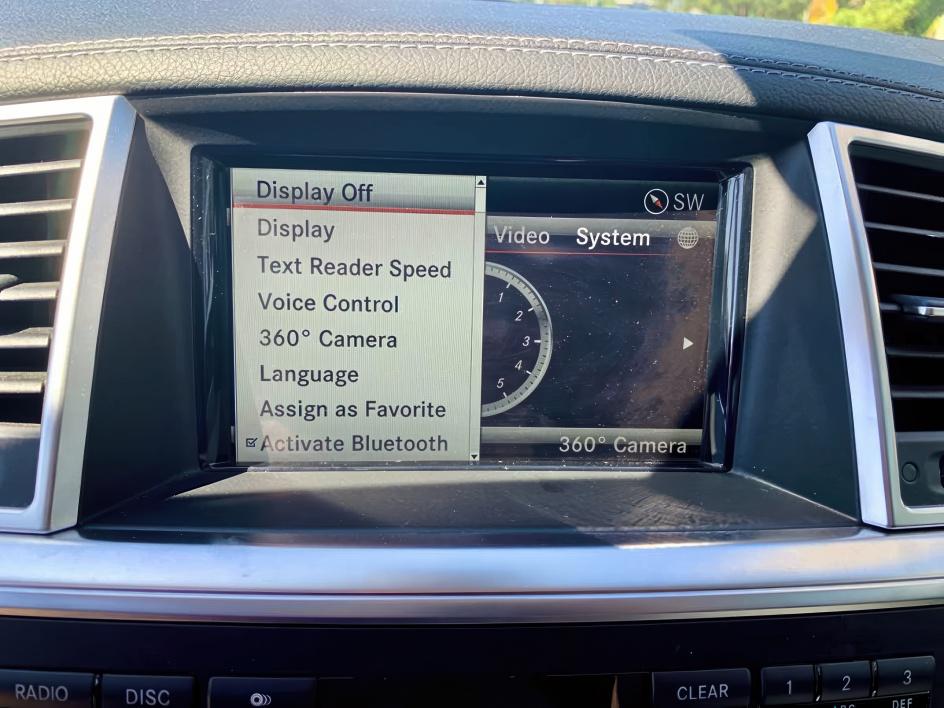 Display Off
Display
Text Reader Speed
Voice Control
360° Camera
Language
Assign as Favorite
Activate Bluetooth
SW
Video System
1
2
3
4
5
360° Camera
RADIO DISC CLEAR 1 2 3
ABC DEF